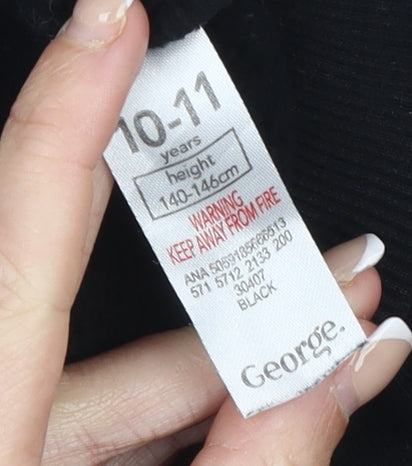 10-11
years
height
140-146cm
WARNING
KEEP AWAY FROM FIRE
ANA 5059185666513
571 5712 2133 200
30407
BLACK
George.